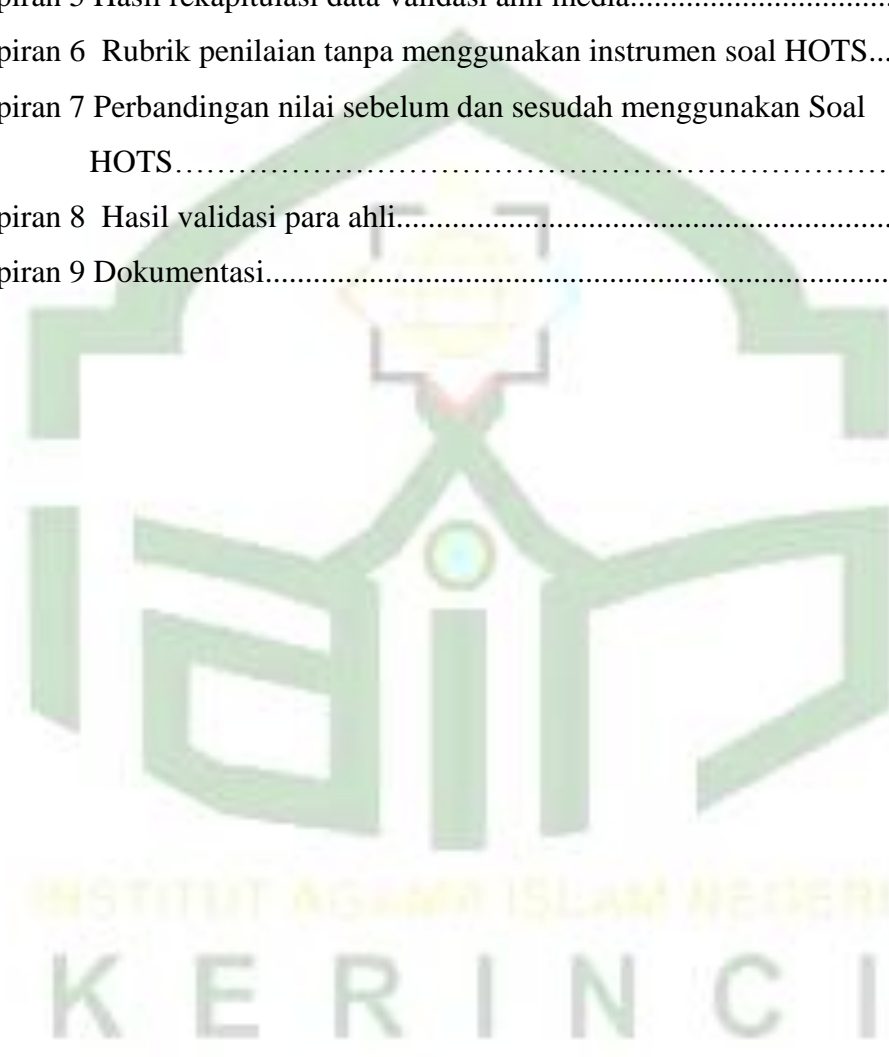 piran 5 Hasil rekapitulasi data validasi ahli media...............................
piran 6  Rubrik penilaian tanpa menggunakan instrumen soal HOTS...
piran 7 Perbandingan nilai sebelum dan sesudah menggunakan Soal
HOTS……………………………………………………………………
piran 8  Hasil validasi para ahli.....................................................................
piran 9 Dokumentasi...................................................................................
iain
INSTITUT AGAMA ISLAM NEGERI
KERINCI